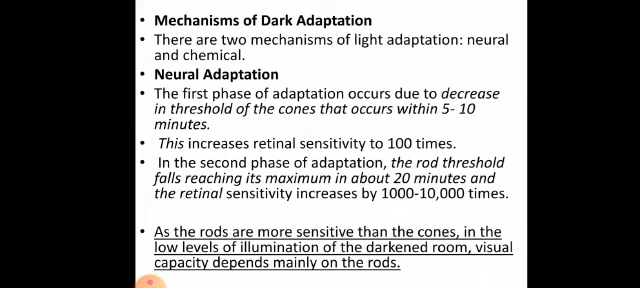 • Mechanisms of Dark Adaptation
• There are two mechanisms of light adaptation: neural
and chemical.
• Neural Adaptation
• The first phase of adaptation occurs due to decrease
in threshold of the cones that occurs within 5- 10
minutes.
• This increases retinal sensitivity to 100 times.
• In the second phase of adaptation, the rod threshold
falls reaching its maximum in about 20 minutes and
the retinal sensitivity increases by 1000-10,000 times.
• As the rods are more sensitive than the cones, in the
low levels of illumination of the darkened room, visual
capacity depends mainly on the rods.